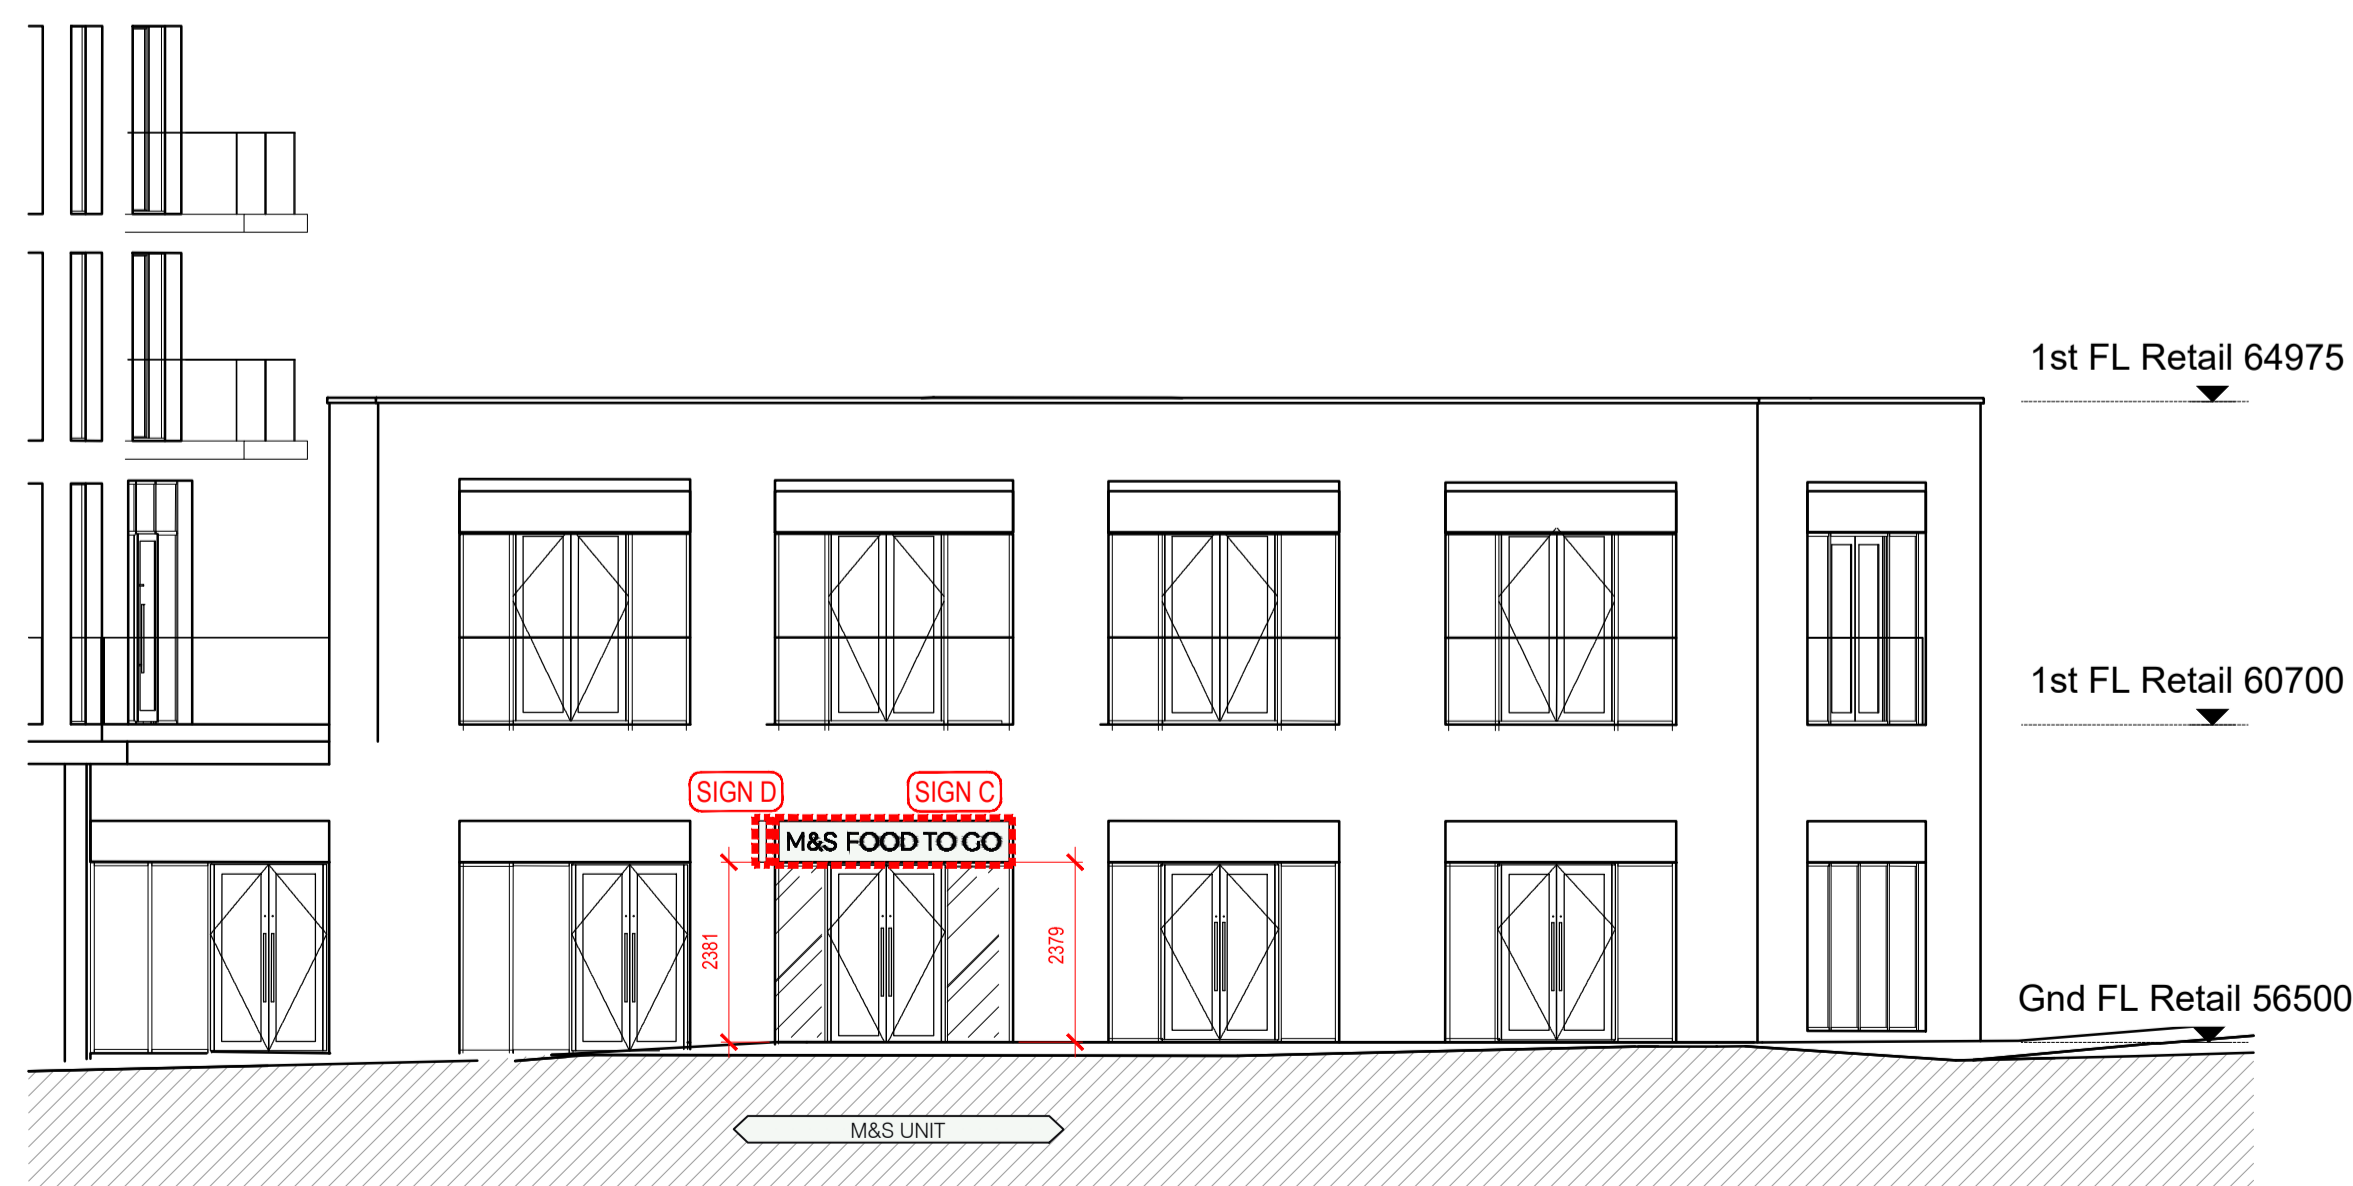 1st FL Retail 64975
1st FL Retail 60700
SIGN D
SIGN C
M&S FOOD TO GO
2381
2379
Gnd FL Retail 56500
M&S UNIT